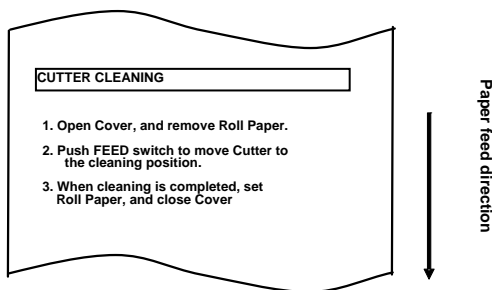 CUTTER CLEANING
1. Open Cover, and remove Roll Paper.
2. Push FEED switch to move Cutter to
the cleaning position.
3. When cleaning is completed, set
Roll Paper, and close Cover
Paper feed direction